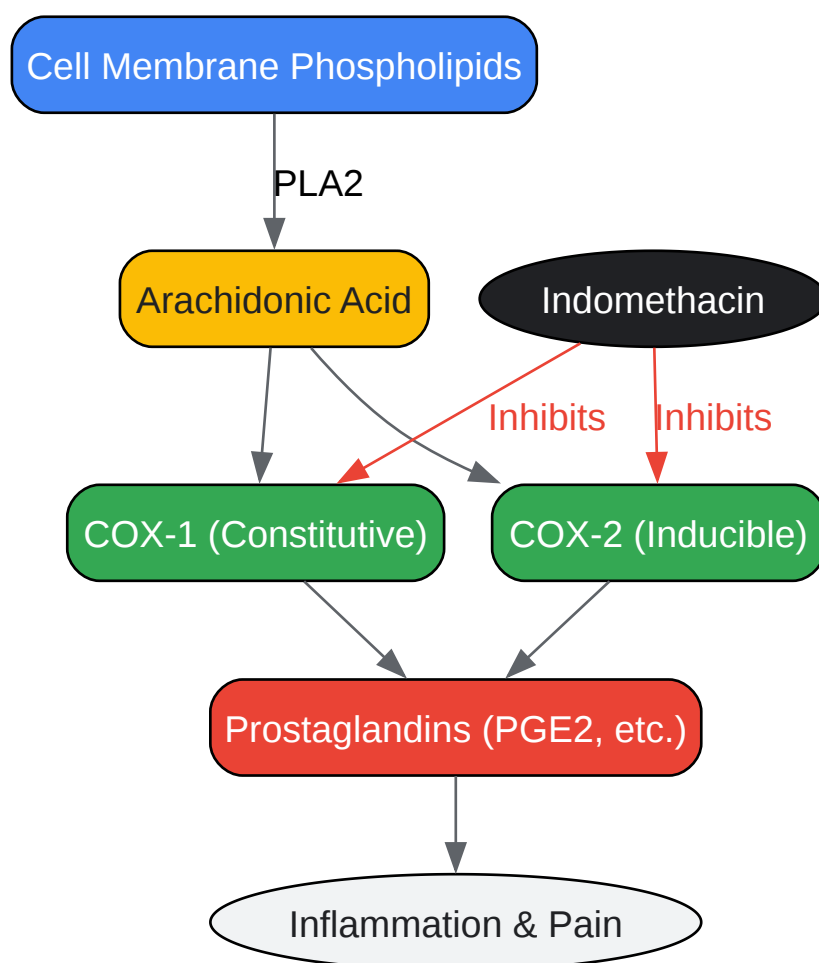 Cell Membrane Phospholipids
PLA2
Arachidonic Acid
Indomethacin
Inhibits
Inhibits
COX-1 (Constitutive)
COX-2 (Inducible)
Prostaglandins (PGE2, etc.)
Inflammation & Pain